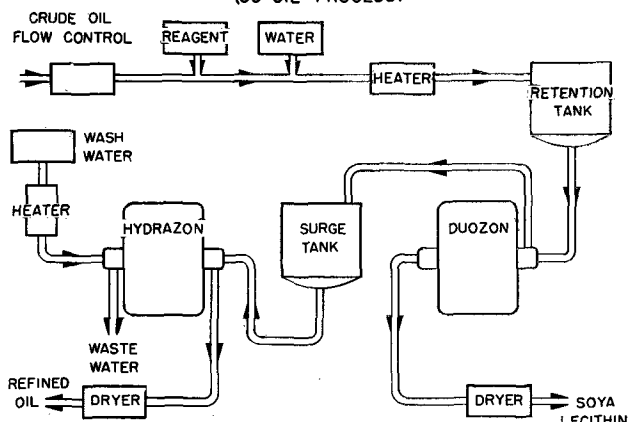 CRUDE OIL
FLOW CONTROL
REAGENT
WATER
HEATER
RETENTION
TANK
WASH
WATER
HEATER
HYDRAZON
SURGE
TANK
DUOZON
WASTE
WATER
REFINED
OIL
DRYER
DRYER
SOYA
LECITHIN